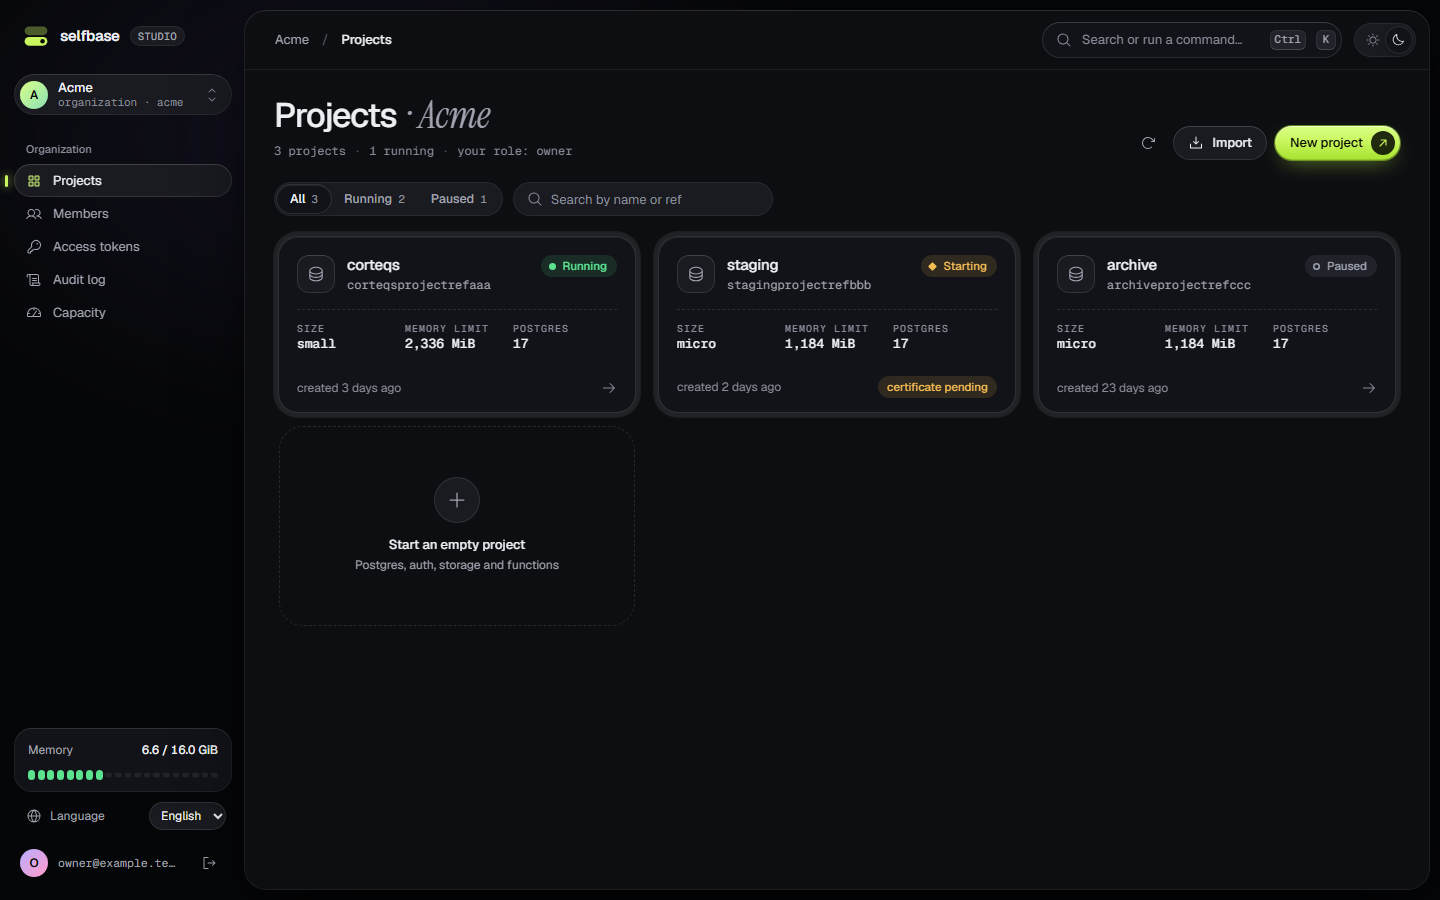 selfbase STUDIO
A Acme
organization · acme
Organization
Projects
Members
Access tokens
Audit log
Capacity
Memory 6.6 / 16.0 GiB
Language English
O owner@example.te…
Acme / Projects
Search or run a command… Ctrl K
Projects · Acme
3 projects · 1 running · your role: owner
Import New project
All 3 Running 2 Paused 1 Search by name or ref
corteqs Running
corteqsprojectrefaaa
SIZE MEMORY LIMIT POSTGRES
small 2,336 MiB 17
created 3 days ago
staging Starting
stagingprojectrefbbb
SIZE MEMORY LIMIT POSTGRES
micro 1,184 MiB 17
created 2 days ago certificate pending
archive Paused
archiveprojectrefccc
SIZE MEMORY LIMIT POSTGRES
micro 1,184 MiB 17
created 23 days ago
Start an empty project
Postgres, auth, storage and functions